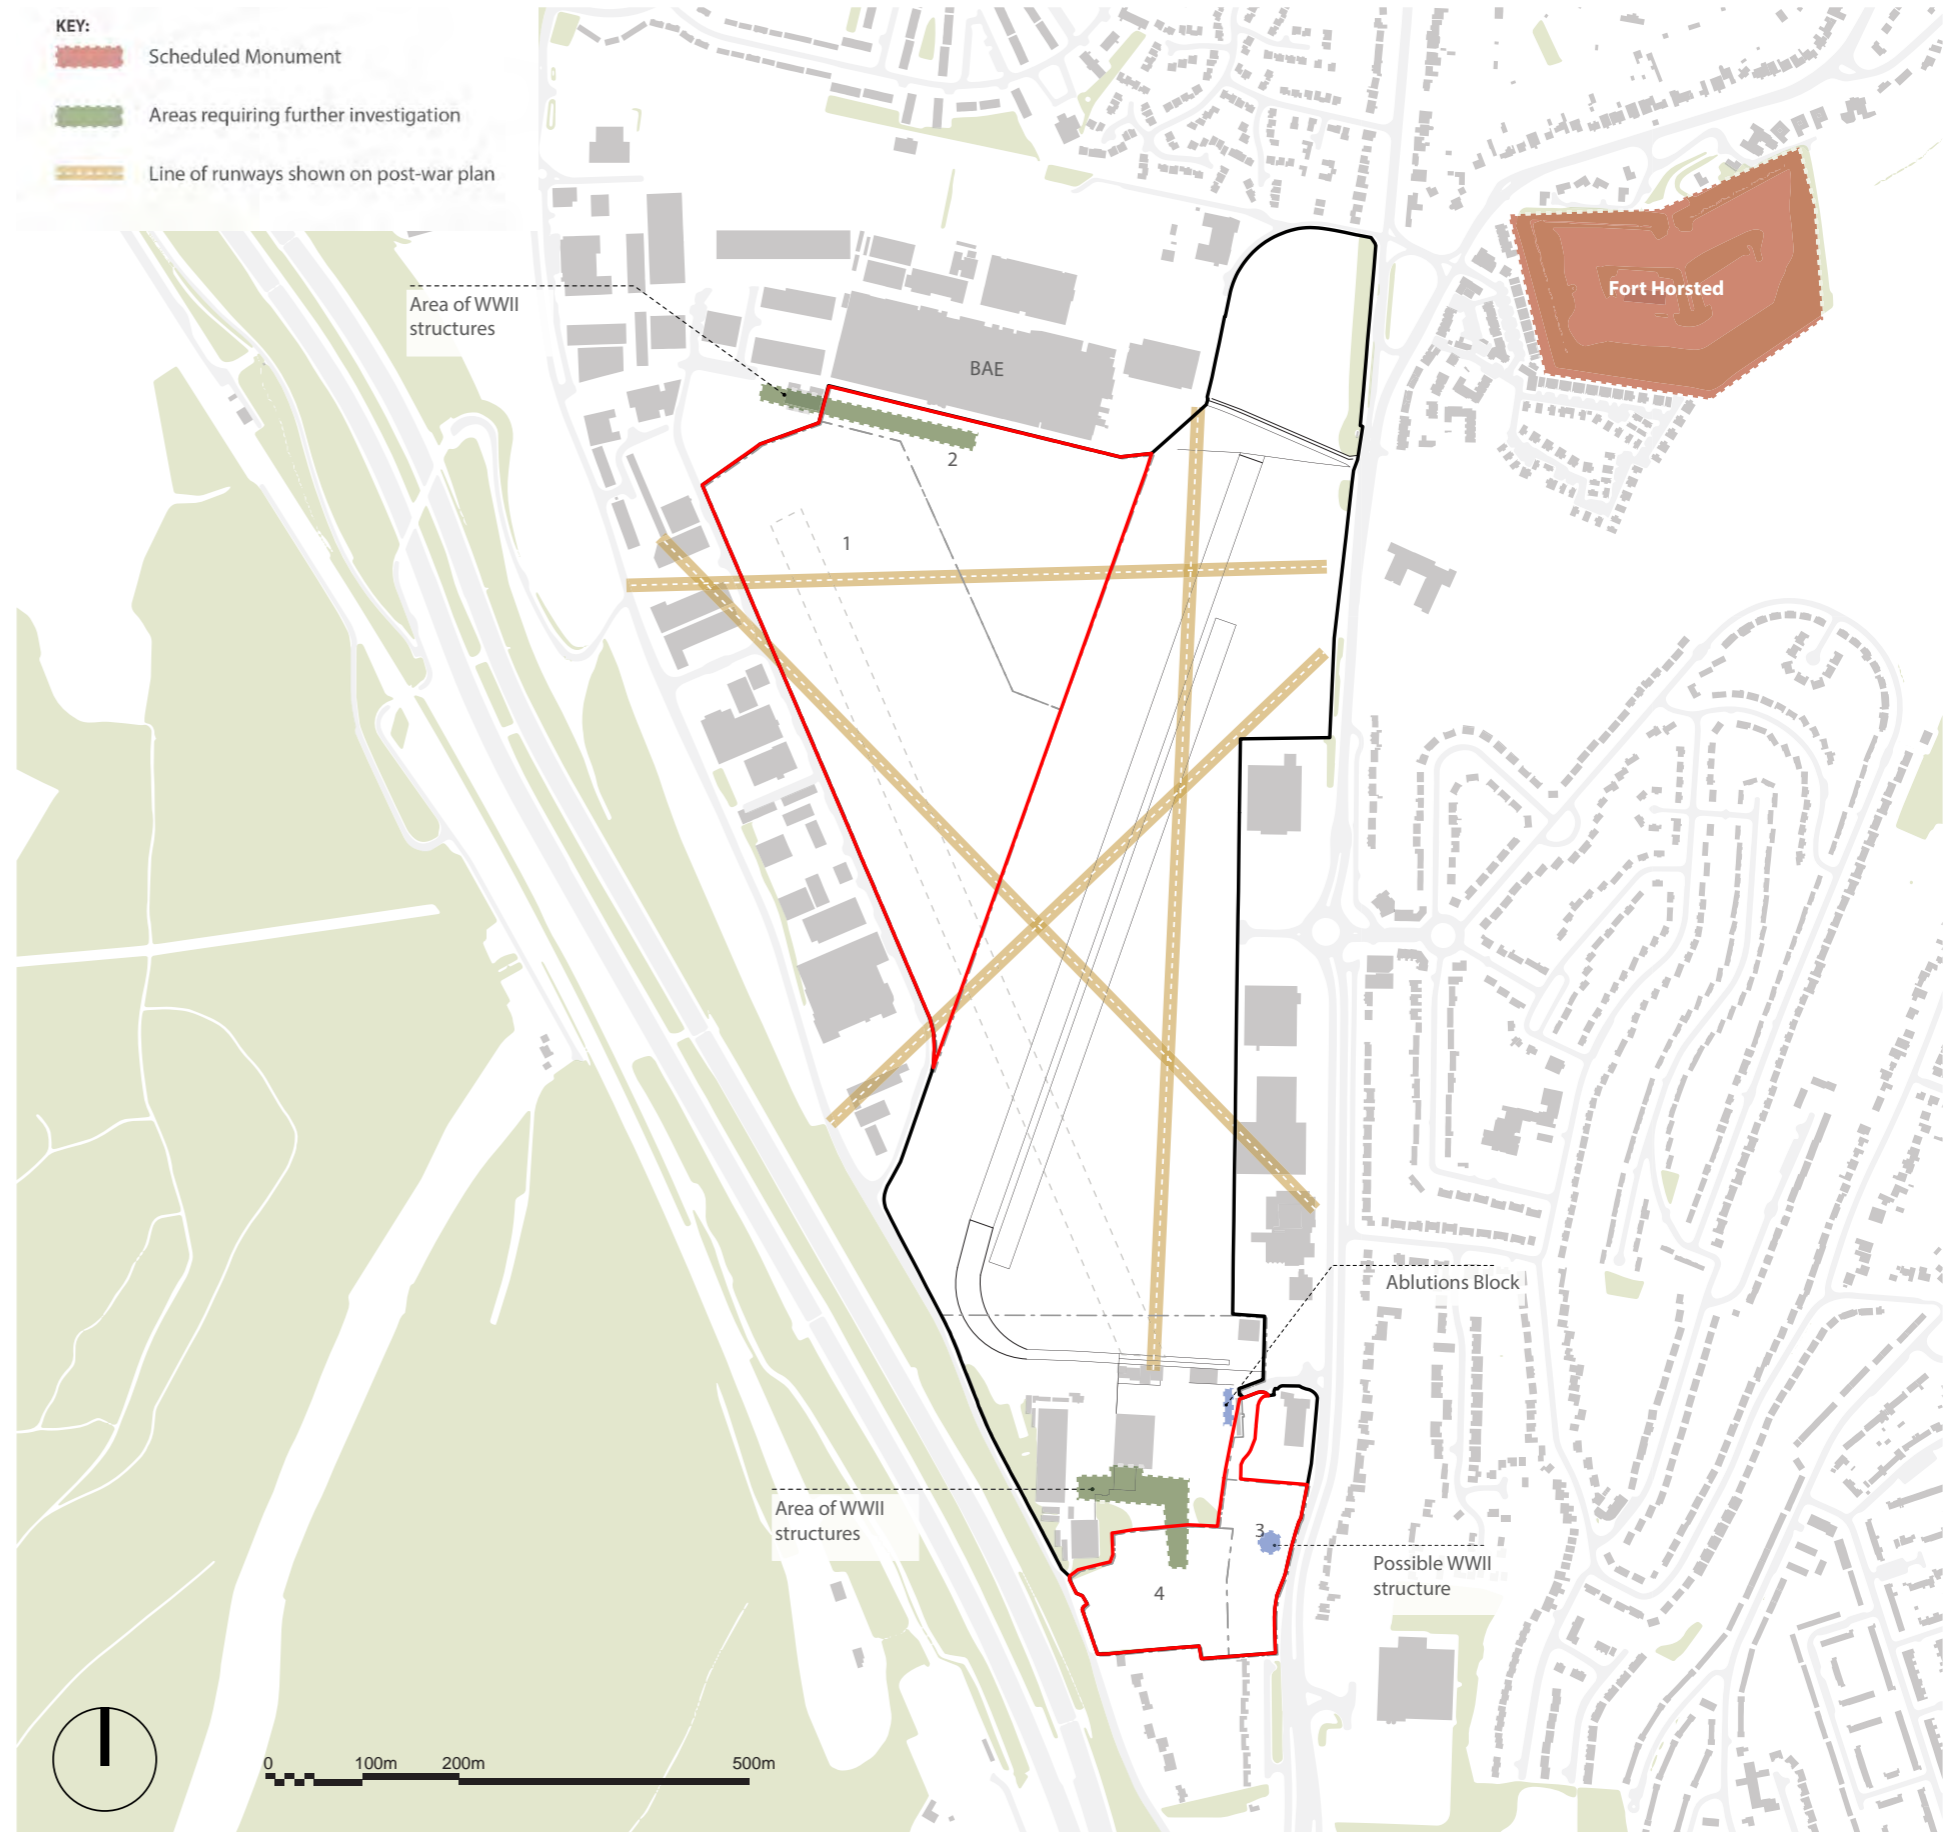 KEY:
Scheduled Monument
Areas requiring further investigation
Line of runways shown on post-war plan
Area of WWII
structures
Fort Horsted
BAE
2
1
Ablutions Block
Area of WWII
structures
3
Possible WWII
structure
4
0 100m 200m 500m